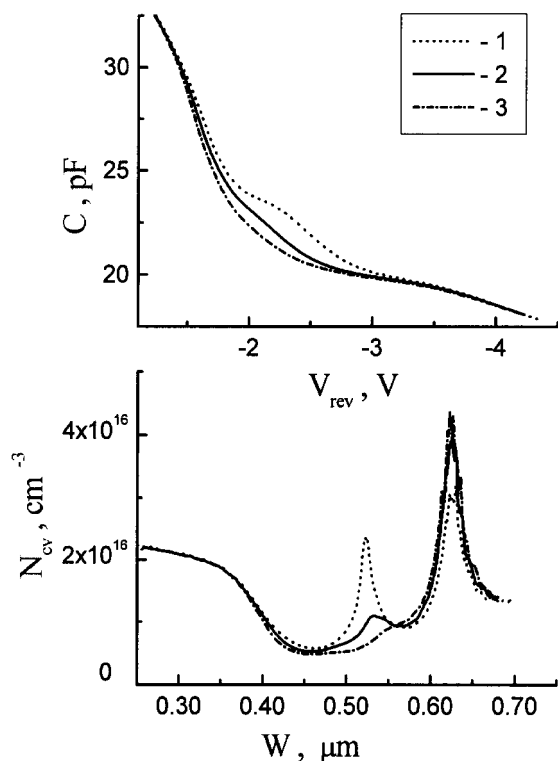 - 1
- 2
- 3
30
25
20
C , pF
-2 -3 -4
V_rev , V
4x10^16
2x10^16
0
N_cv , cm^-3
0.30 0.40 0.50 0.60 0.70
W , μm